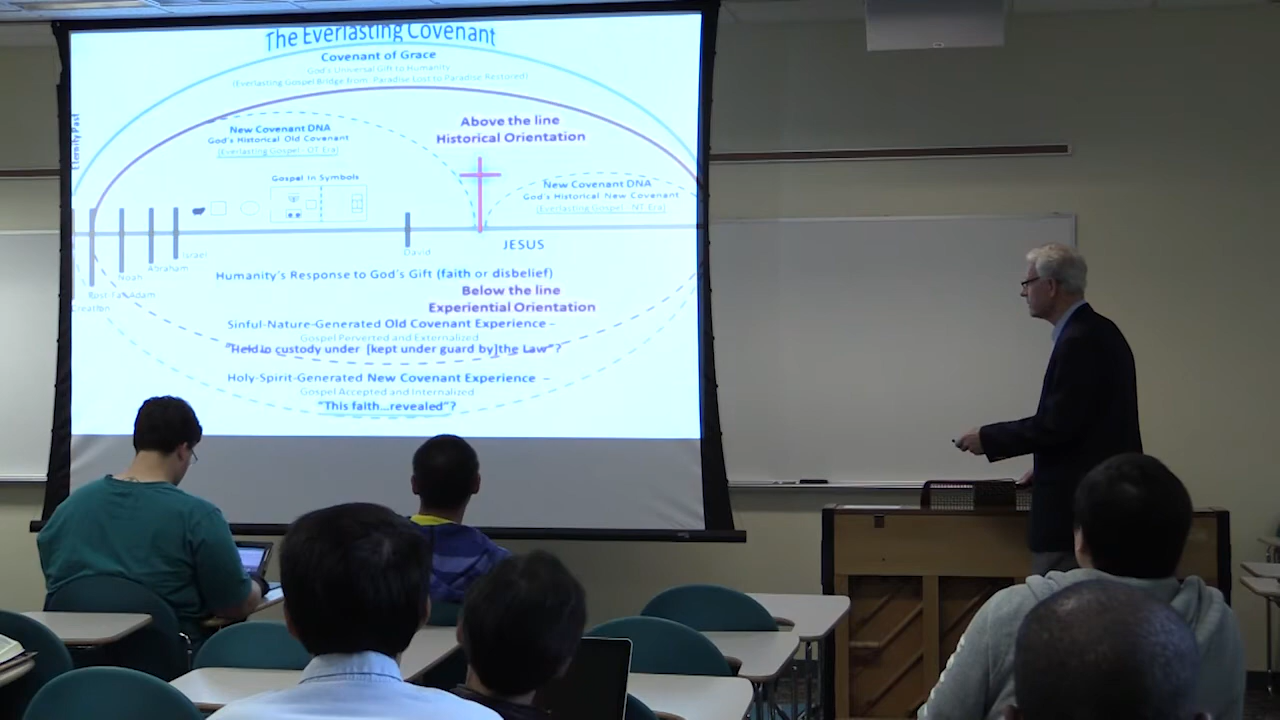 The Everlasting Covenant
Covenant of Grace
God's Universal Gift to Humanity
(Everlasting Gospel Bridge from Paradise Lost to Paradise Restored)
Eternity Past
Above the line
Historical Orientation
New Covenant DNA
God's Historical Old Covenant
(Everlasting Gospel - OT Era)
Gospel In Symbols
New Covenant DNA
God's Historical New Covenant
(Everlasting Gospel - NT Era)
JESUS
David
Israel
Abraham
Noah
Post-Fall Adam
Creation
Humanity's Response to God's Gift (faith or disbelief)
Below the line
Experiential Orientation
Sinful-Nature-Generated Old Covenant Experience –
Gospel Perverted and Externalized
"Held in custody under [kept under guard by]the Law"?
Holy-Spirit-Generated New Covenant Experience –
Gospel Accepted and Internalized
"This faith...revealed"?